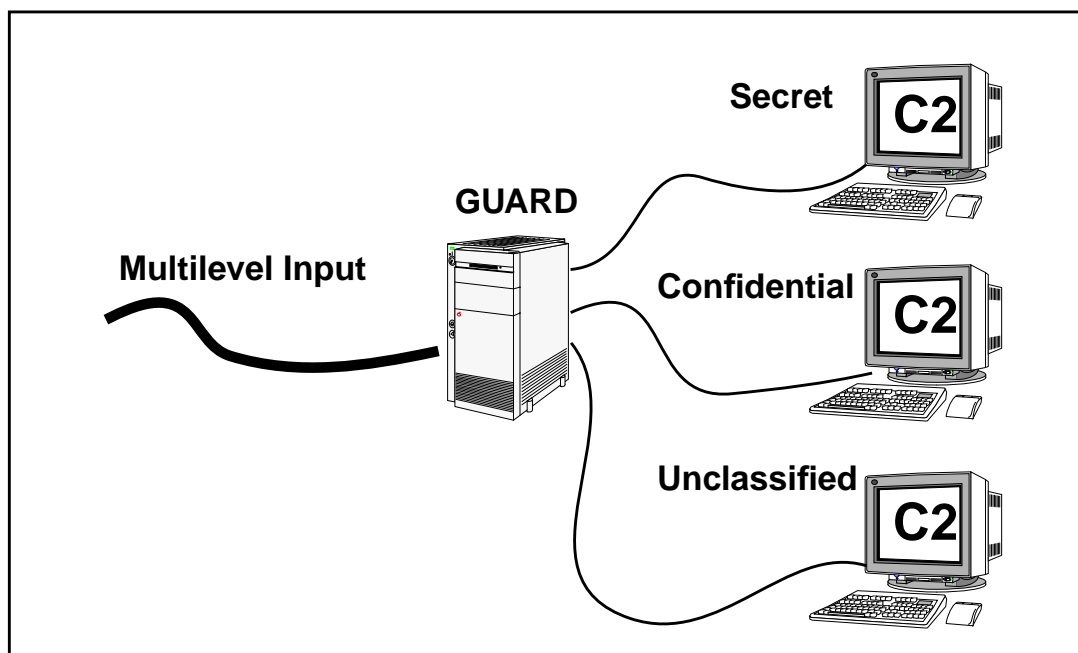 Secret
C2
GUARD
Multilevel Input
Confidential
C2
Unclassified
C2